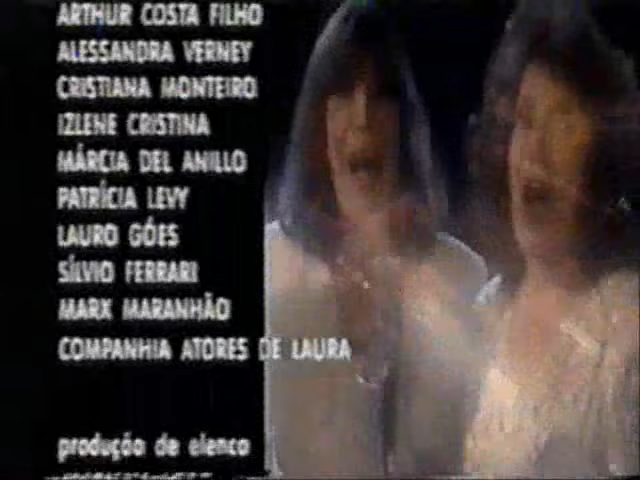 ARTHUR COSTA FILHO
ALESSANDRA VERNEY
CRISTIANA MONTEIRO
IZLENE CRISTINA
MÁRCIA DEL ANILLO
PATRÍCIA LEVY
LAURO GÓES
SÍLVIO FERRARI
MARX MARANHÃO
COMPANHIA ATORES DE LAURA
produção de elenco